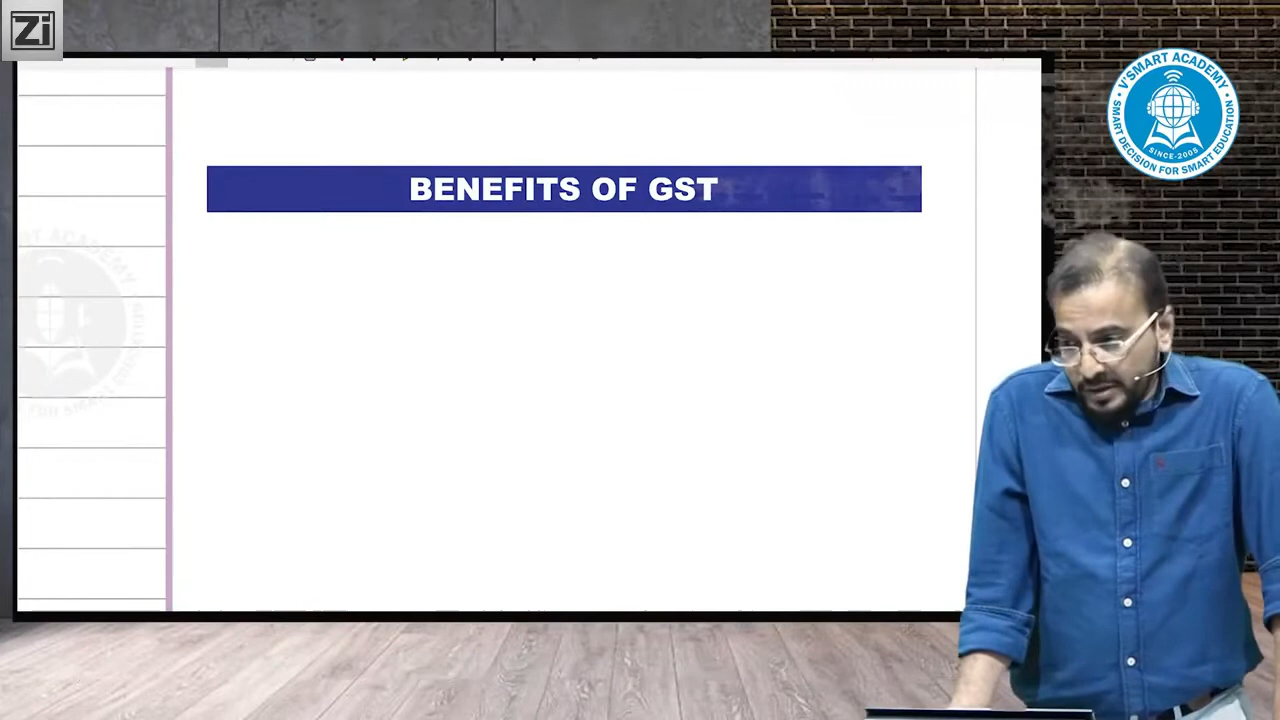 Zi
BENEFITS OF GST
V'SMART ACADEMY
SMART DECISION FOR SMART EDUCATION
SINCE-2005